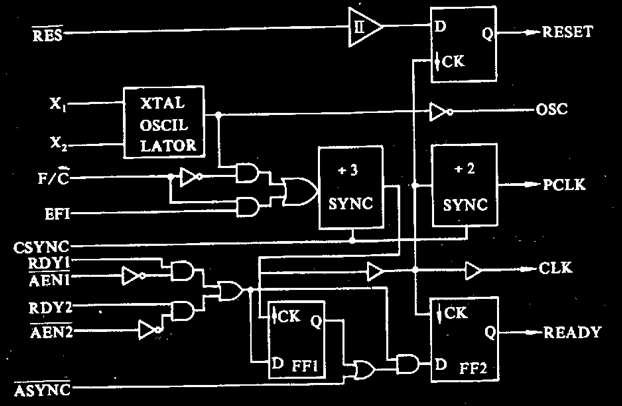 RES
II
D
Q
RESET
CK
X1
XTAL
OSCIL
LATOR
X2
OSC
F/C
EFI
÷3
SYNC
÷2
SYNC
PCLK
CSYNC
RDY1
AEN1
CLK
RDY2
AEN2
CK
Q
D
FF1
CK
Q
D
FF2
READY
ASYNC